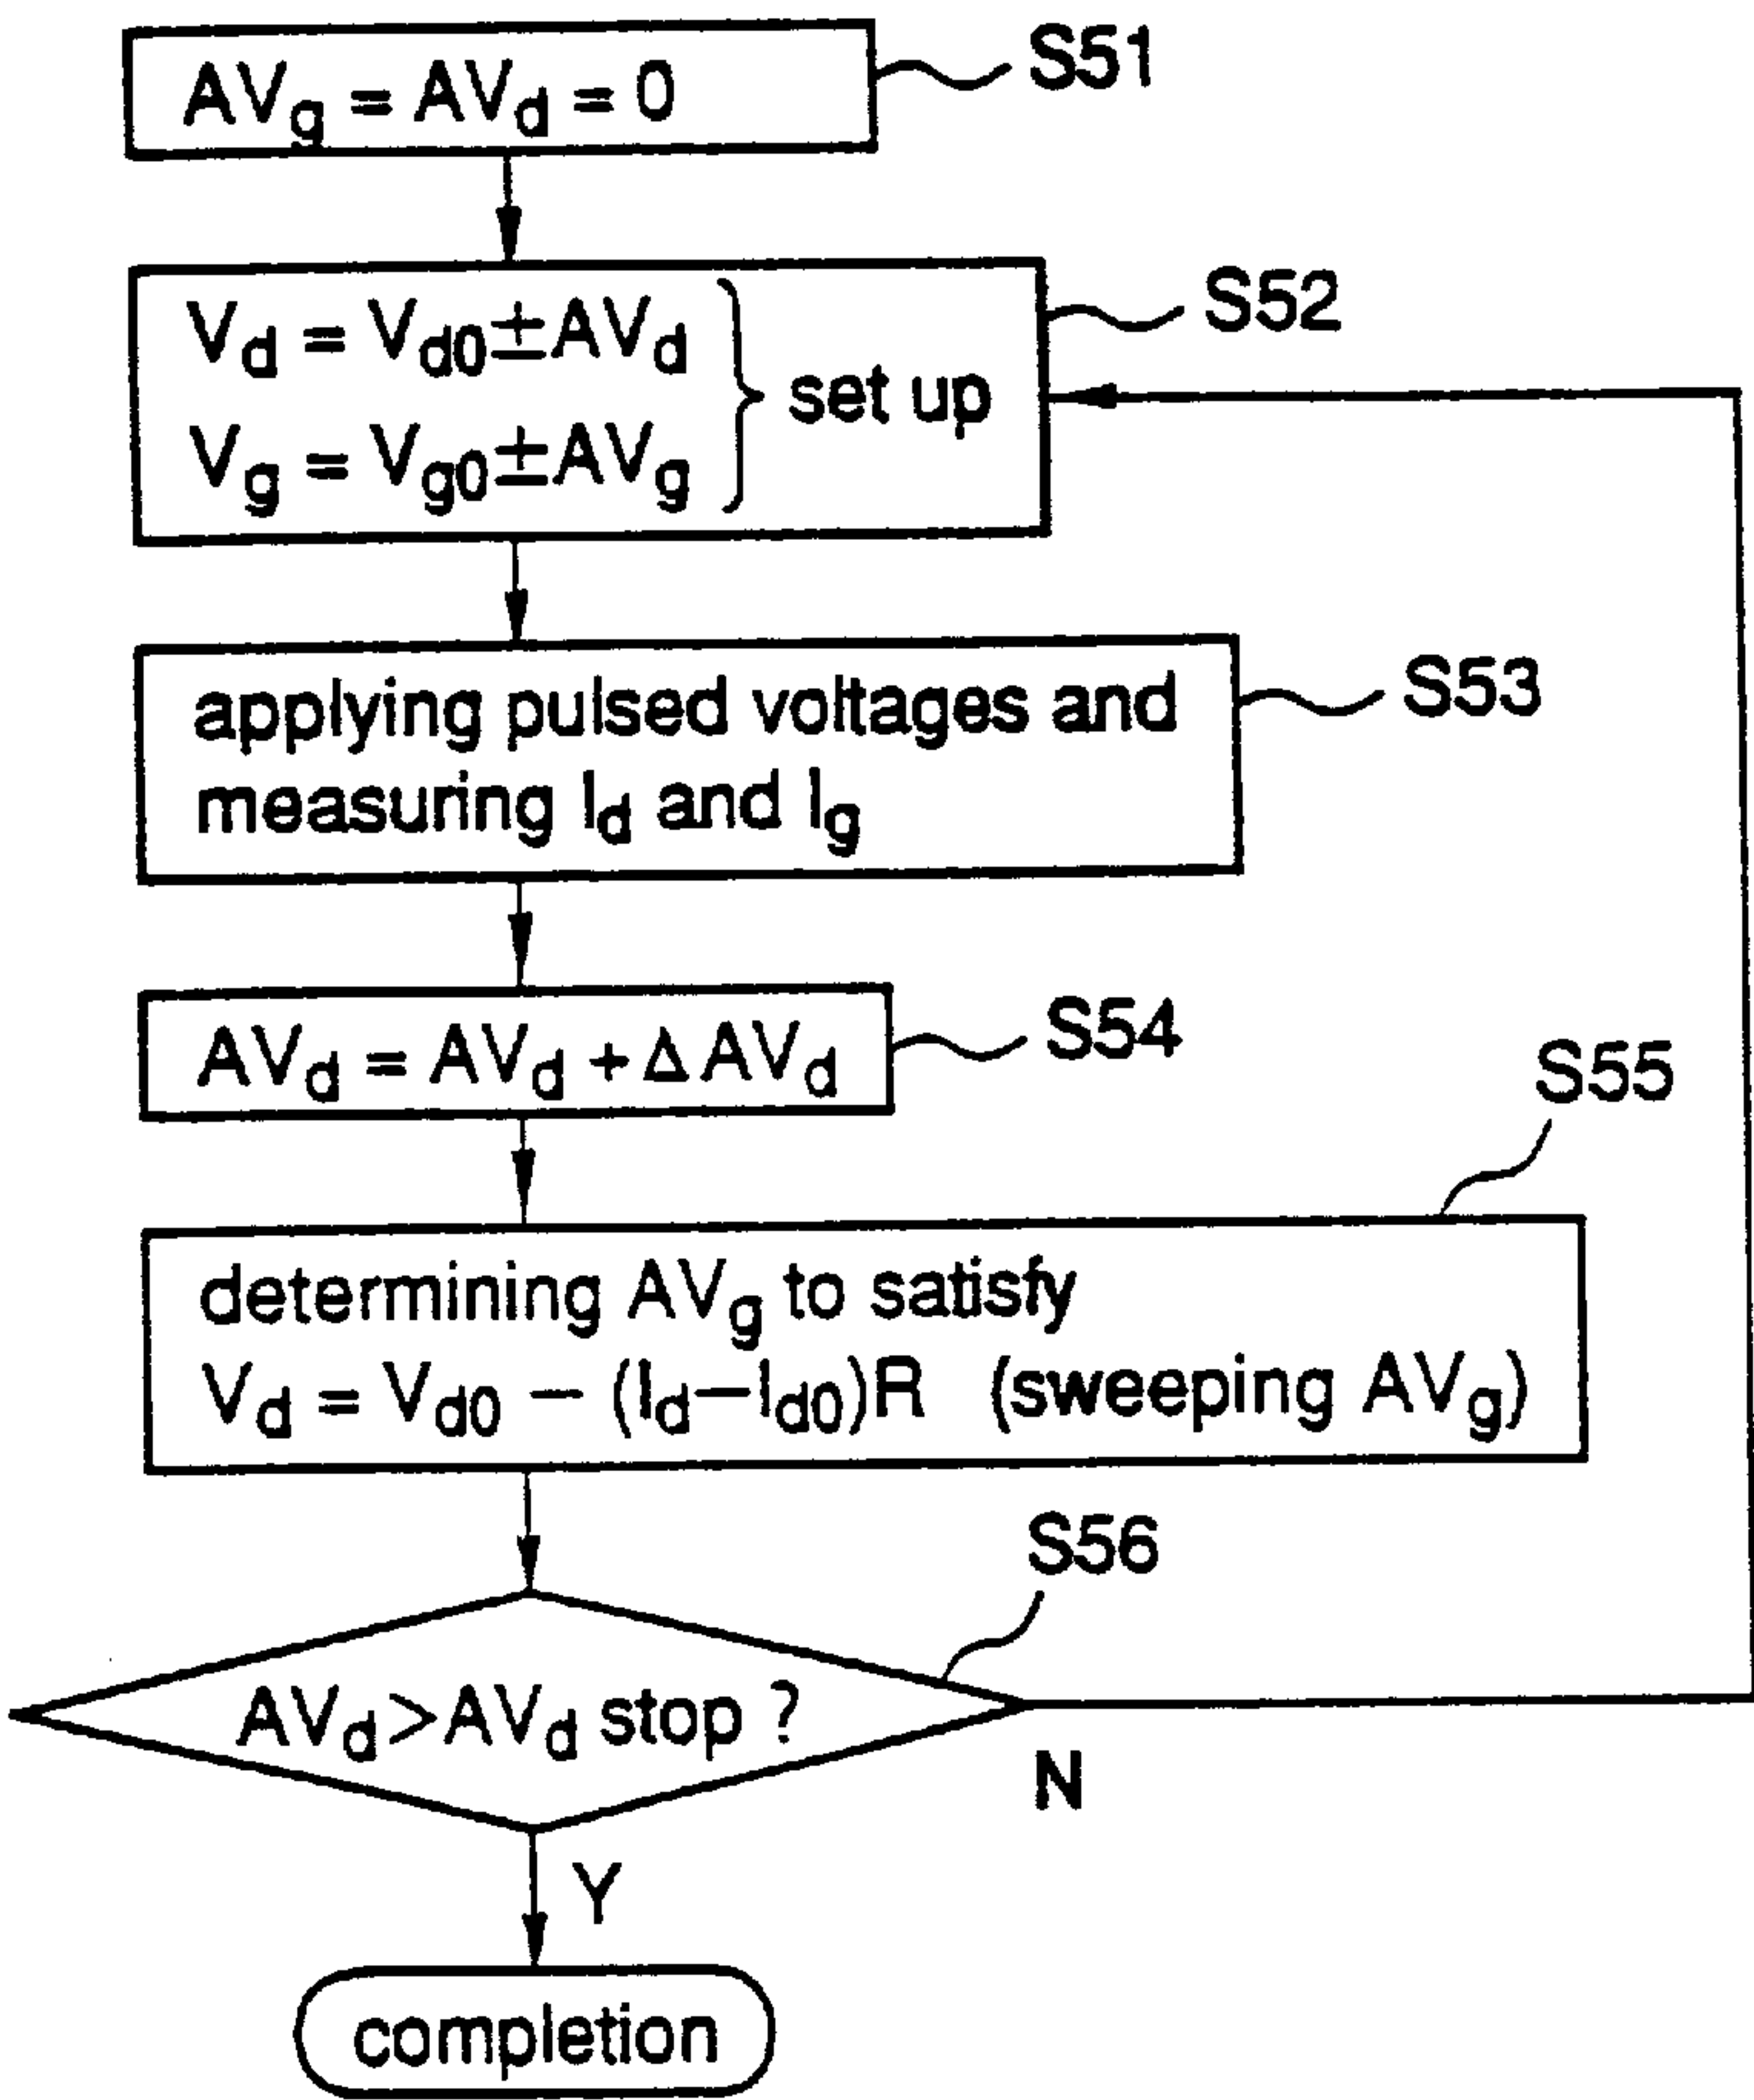 AVg = AVd = 0
S51
Vd = Vd0 ± AVd
Vg = Vg0 ± AVg
} set up
S52
applying pulsed voltages and
measuring Id and Ig
S53
AVd = AVd + Δ AVd
S54
S55
determining AVg to satisfy
Vd = Vd0 − (Id−Id0)R (sweeping AVg)
S56
AVd>AVd stop ?
N
Y
completion